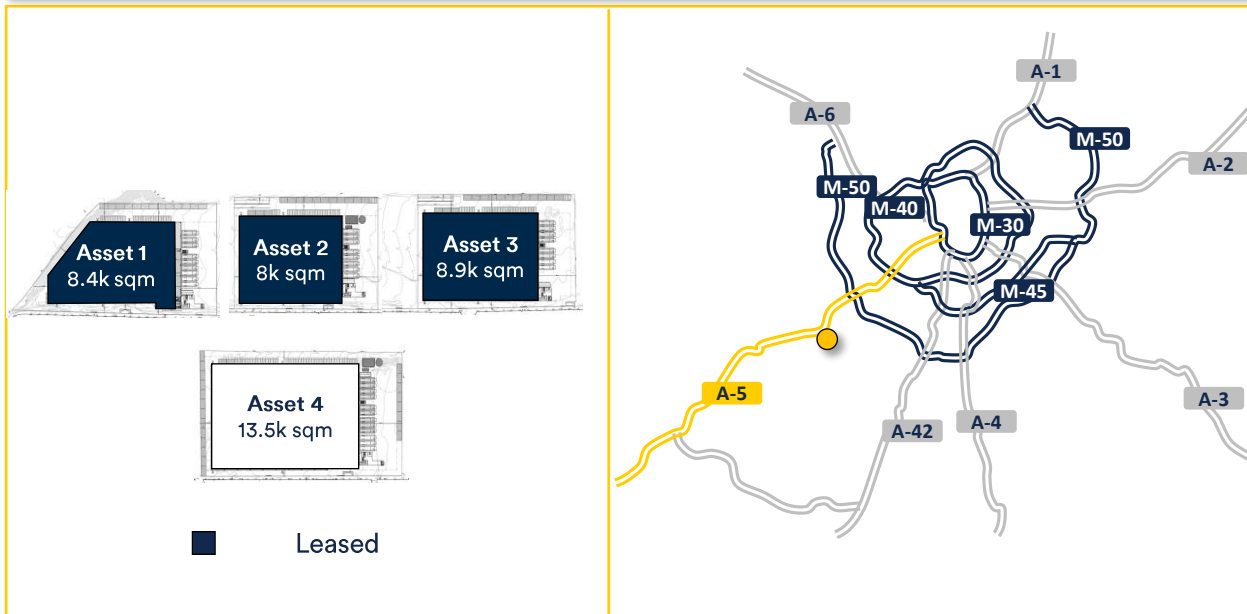 Asset 1
8.4k sqm
Asset 2
8k sqm
Asset 3
8.9k sqm
Asset 4
13.5k sqm
Leased
A-1
A-6
M-50
A-2
M-50
M-40
M-30
M-45
A-5
A-3
A-42
A-4